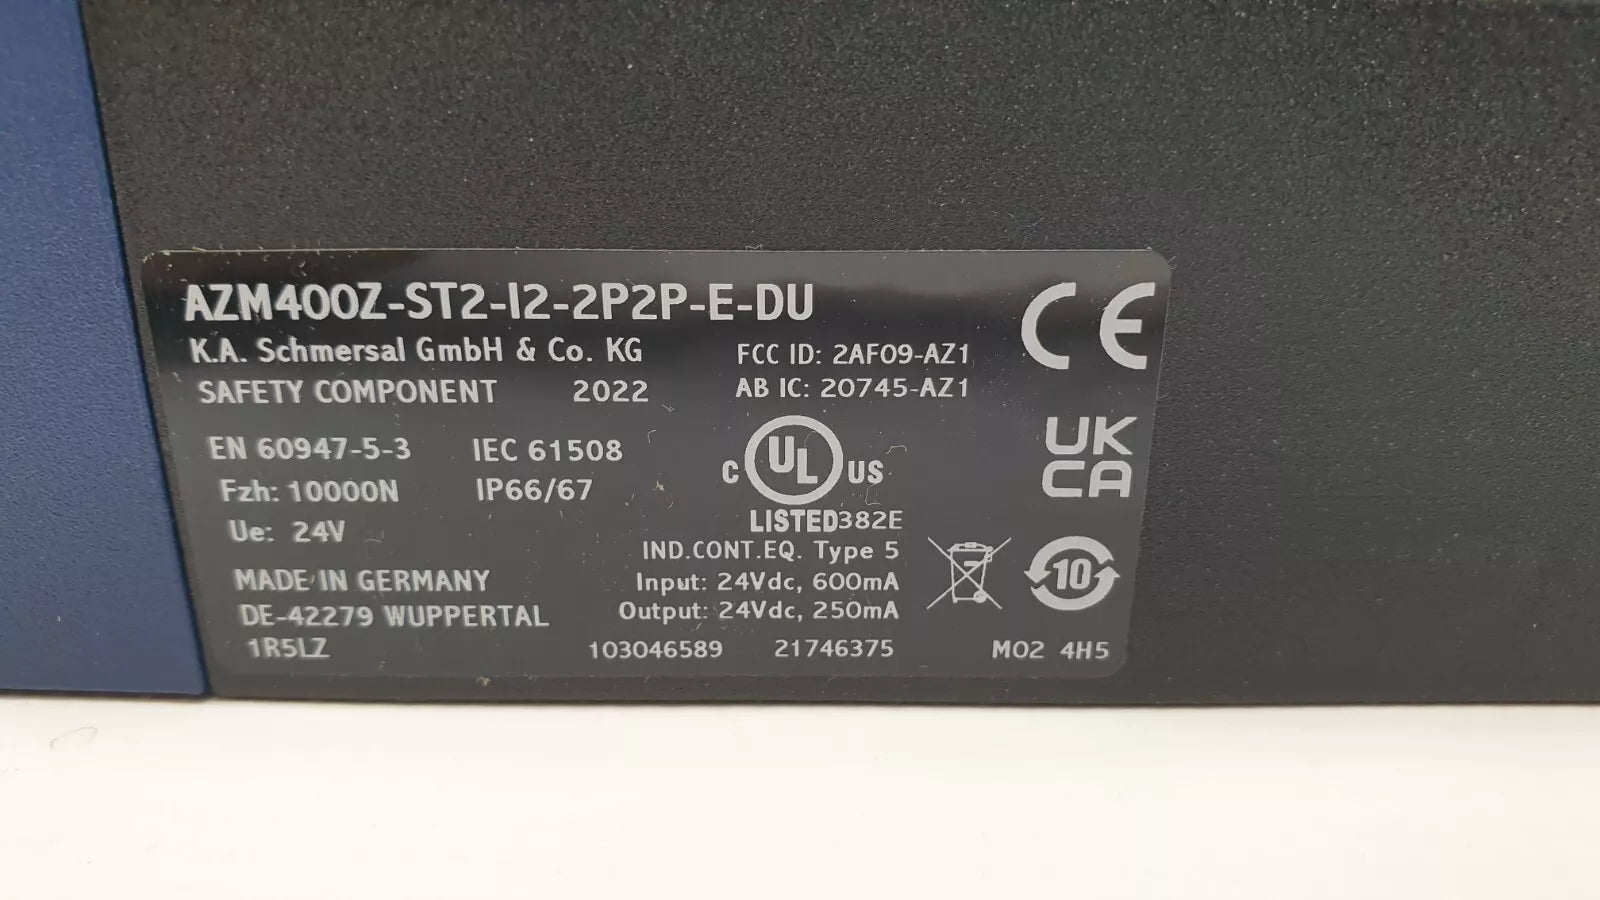 AZM400Z-ST2-I2-2P2P-E-DU
K.A. Schmersal GmbH & Co. KG
SAFETY COMPONENT 2022
FCC ID: 2AF09-AZ1
AB IC: 20745-AZ1
CE
EN 60947-5-3 IEC 61508
Fzh: 10000N IP66/67
Ue: 24V
C UL US
LISTED 382E
UK
CA
IND.CONT.EQ. Type 5
Input: 24Vdc, 600mA
Output: 24Vdc, 250mA
10
MADE IN GERMANY
DE-42279 WUPPERTAL
1R5LZ 103046589 21746375 M02 4H5